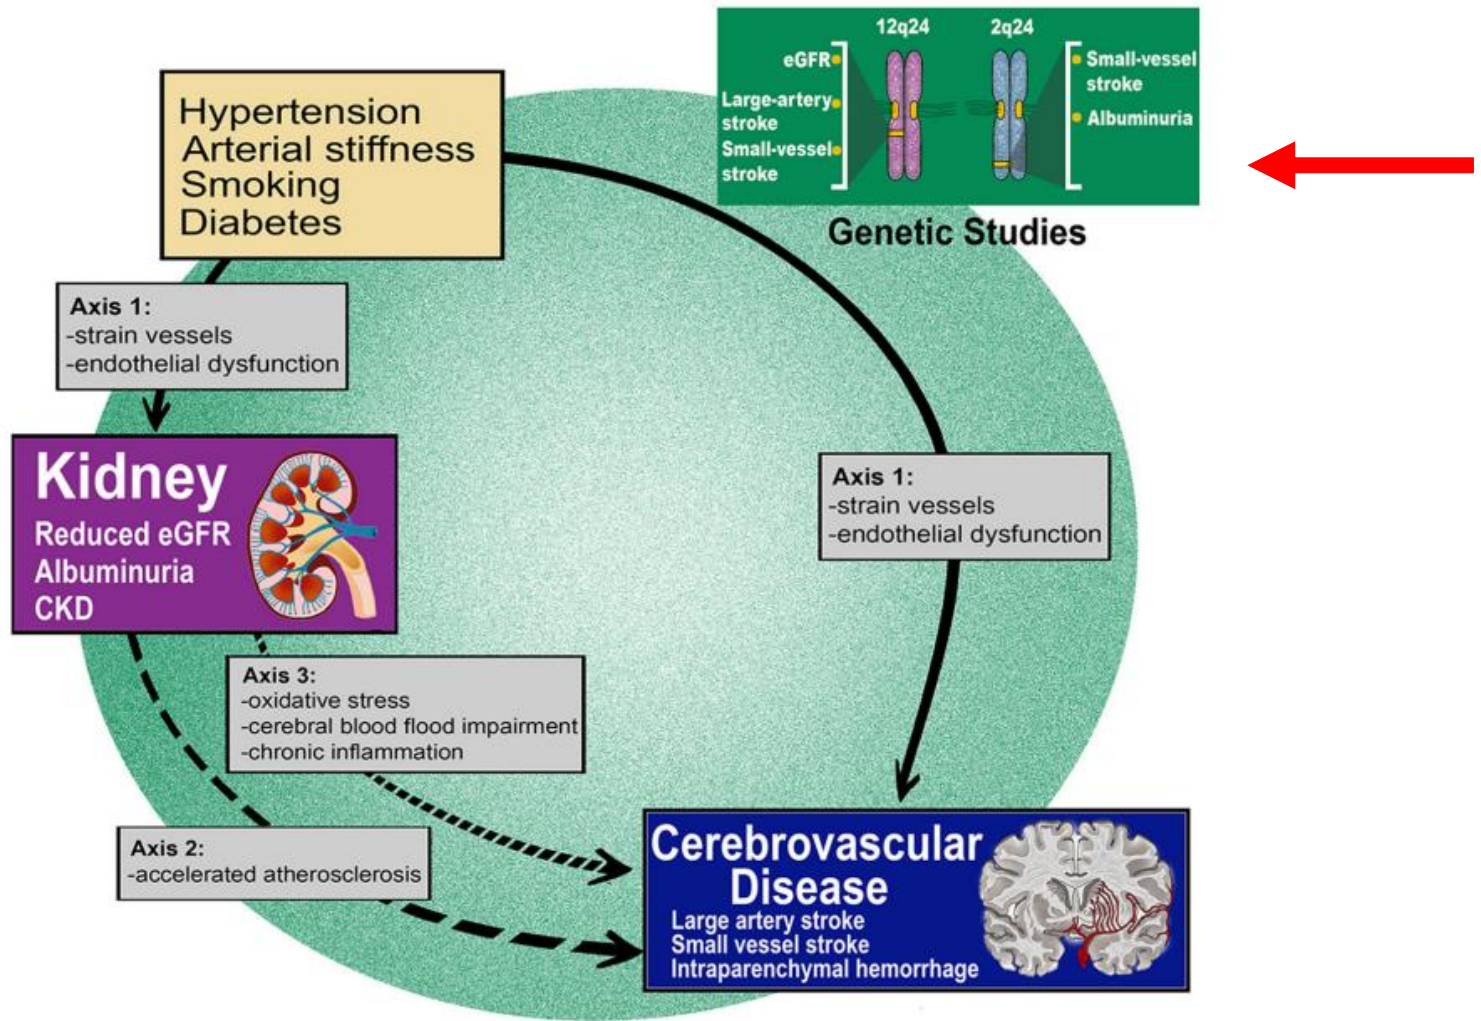 12q24
2q24
eGFR
Large-artery
stroke
Small-vessel
stroke
Small-vessel
stroke
Albuminuria
Genetic Studies
Hypertension
Arterial stiffness
Smoking
Diabetes
Axis 1:
-strain vessels
-endothelial dysfunction
Kidney
Reduced eGFR
Albuminuria
CKD
Axis 1:
-strain vessels
-endothelial dysfunction
Axis 3:
-oxidative stress
-cerebral blood flood impairment
-chronic inflammation
Axis 2:
-accelerated atherosclerosis
Cerebrovascular
Disease
Large artery stroke
Small vessel stroke
Intraparenchymal hemorrhage